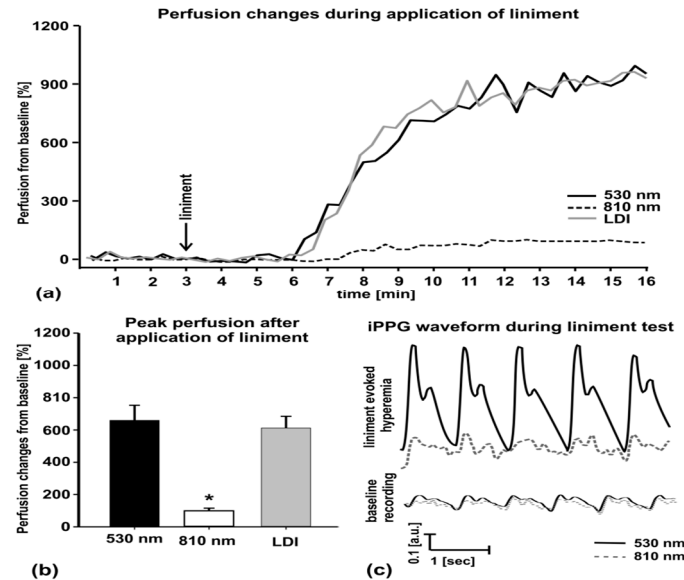 Perfusion changes during application of liniment
Perfusion from baseline [%]
1200
900
600
300
0
liniment
530 nm
810 nm
LDI
1 2 3 4 5 6 7 8 9 10 11 12 13 14 15 16
time [min]
(a)
Peak perfusion after
application of liniment
Perfusion changes from baseline [%]
1200
1200
810
600
600
200
0
*
530 nm 810 nm LDI
(b)
iPPG waveform during liniment test
liniment evoked
hyperemia
baseline
recording
0.1 [a.u.]
1 [sec]
530 nm
810 nm
(c)